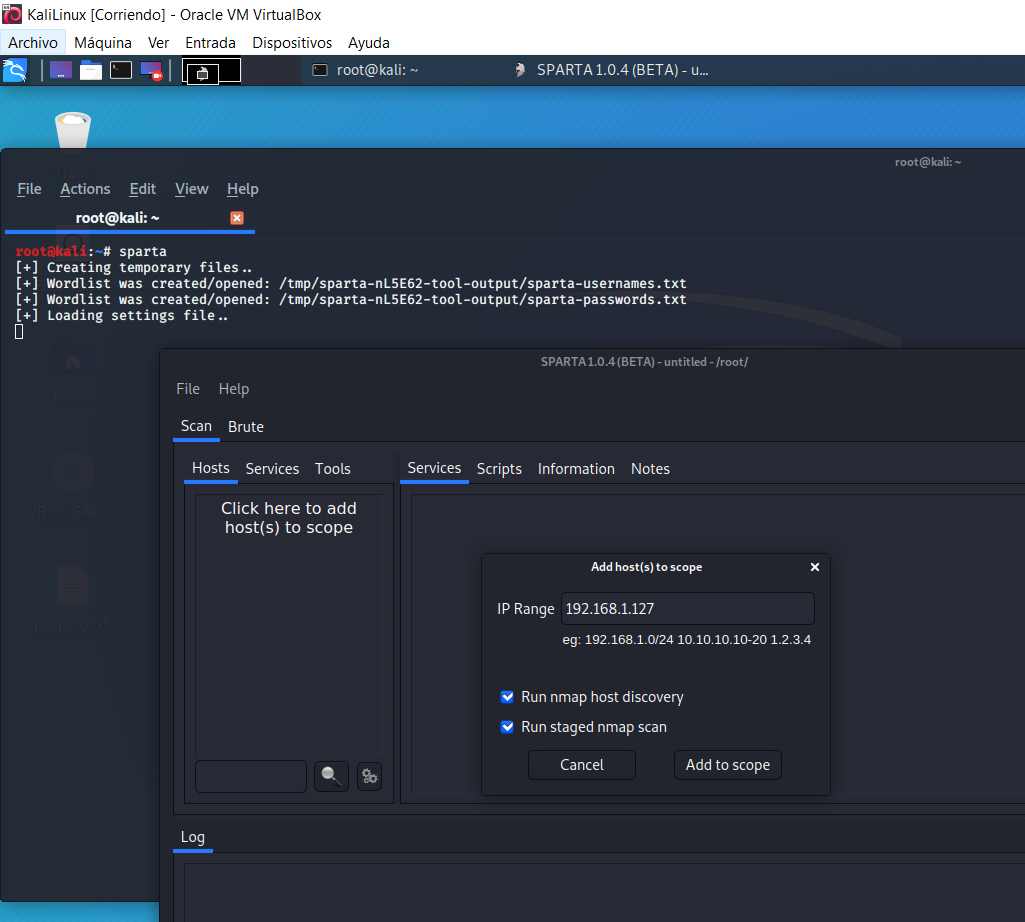 KaliLinux [Corriendo] - Oracle VM VirtualBox
Archivo Máquina Ver Entrada Dispositivos Ayuda
root@kali: ~ SPARTA 1.0.4 (BETA) - u...
Trash
root@kali: ~
File Actions Edit View Help
root@kali: ~
root@kali:~# sparta
[+] Creating temporary files..
[+] Wordlist was created/opened: /tmp/sparta-nL5E62-tool-output/sparta-usernames.txt
[+] Wordlist was created/opened: /tmp/sparta-nL5E62-tool-output/sparta-passwords.txt
[+] Loading settings file..
Home
VBox_GAs_...
SPARTA 1.0.4 (BETA) - untitled - /root/
File Help
Scan Brute
Hosts Services Tools
Services Scripts Information Notes
Click here to add
host(s) to scope
Add host(s) to scope
IP Range 192.168.1.127
eg: 192.168.1.0/24 10.10.10.10-20 1.2.3.4
Run nmap host discovery
Run staged nmap scan
Cancel Add to scope
Log